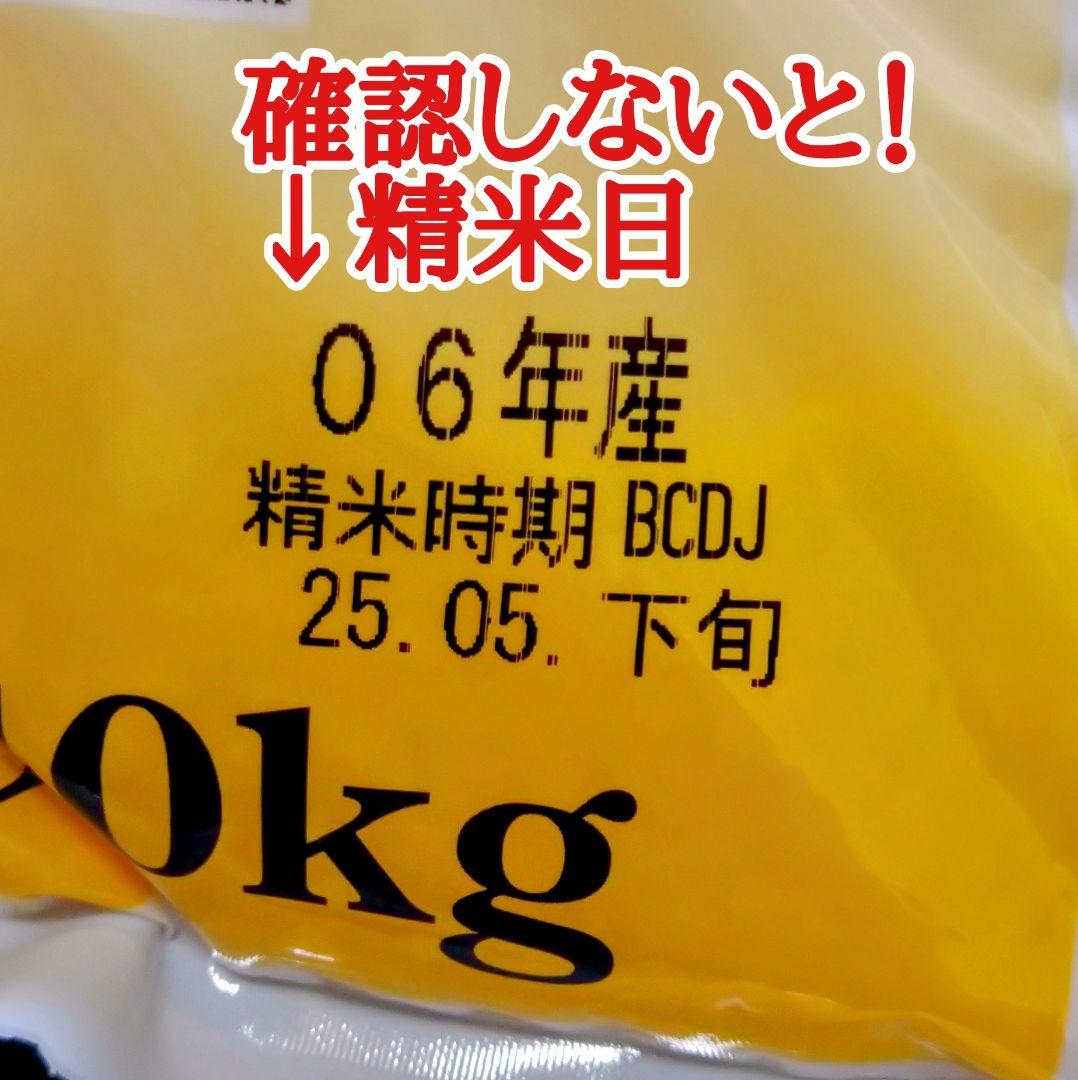 確認しないと！
↓精米日
06年産
精米時期 BCDJ
25.05.下旬
0kg